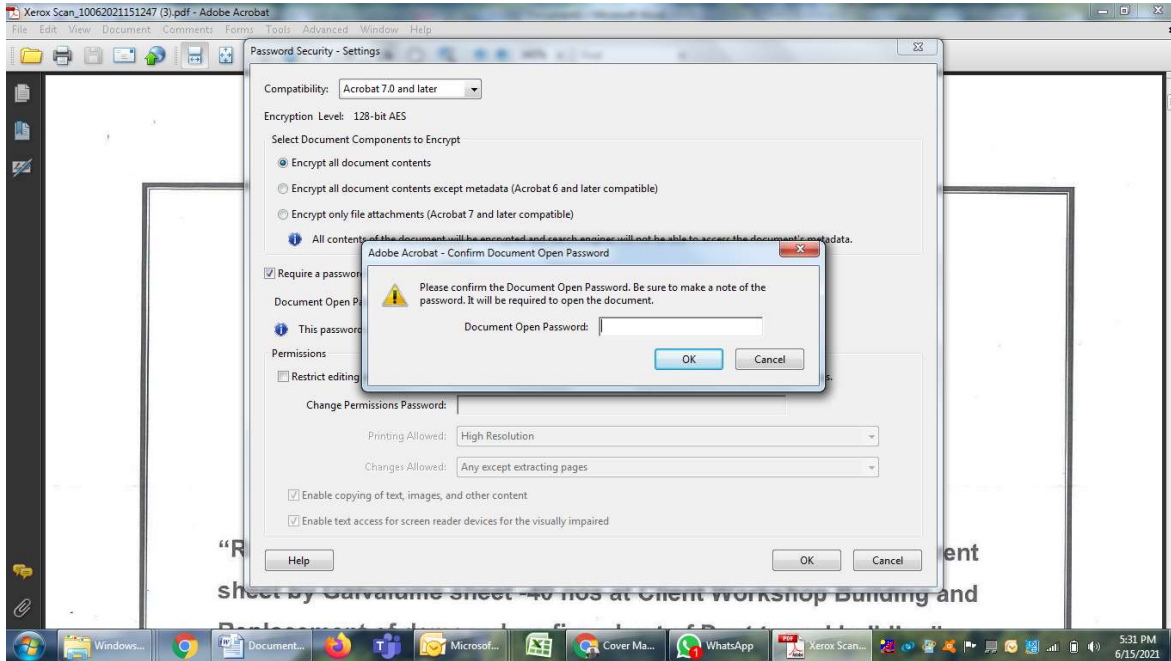 Xerox Scan_10062021151247 (3).pdf - Adobe Acrobat
File Edit View Document Comments Forms Tools Advanced Window Help
Password Security - Settings
Compatibility: Acrobat 7.0 and later
Encryption Level: 128-bit AES
Select Document Components to Encrypt
Encrypt all document contents
Encrypt all document contents except metadata (Acrobat 6 and later compatible)
Encrypt only file attachments (Acrobat 7 and later compatible)
All contents of the document will be encrypted and search engines will not be able to access the document's metadata.
Adobe Acrobat - Confirm Document Open Password
Please confirm the Document Open Password. Be sure to make a note of the
password. It will be required to open the document.
Document Open Password:
OK Cancel
Require a password
Document Open Pa
This password
Permissions
Restrict editing s.
Change Permissions Password:
Printing Allowed: High Resolution
Changes Allowed: Any except extracting pages
Enable copying of text, images, and other content
Enable text access for screen reader devices for the visually impaired
Help OK Cancel
“R ent
sheet by Galvalume sheet -40 nos at Client Workshop Building and
Windows... Document... Microsof... Cover Ma... WhatsApp Xerox Scan...
5:31 PM
6/15/2021